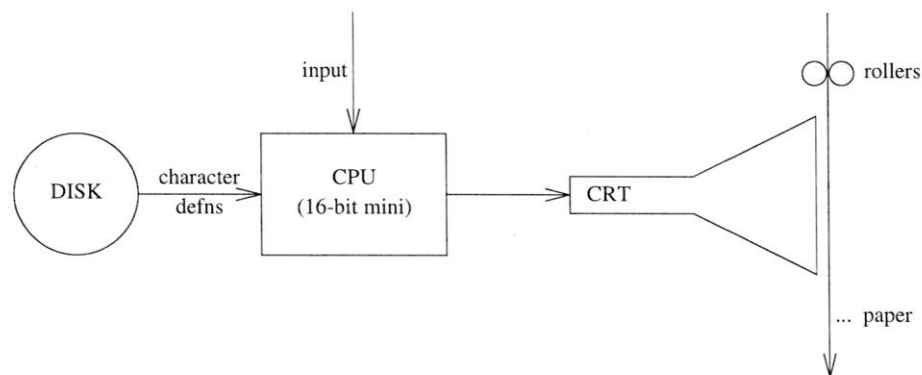 input
rollers
DISK
character
defns
CPU
(16-bit mini)
CRT
... paper